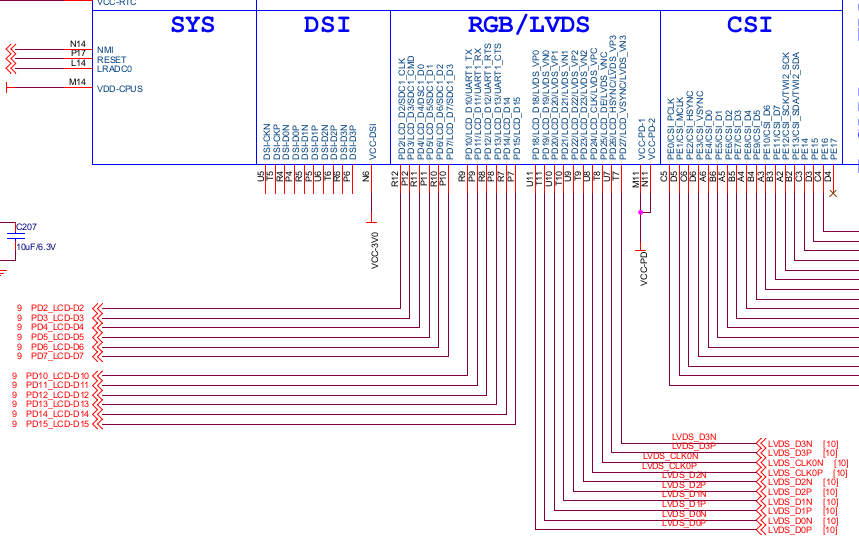 VCC-RTC
SYS
DSI
RGB/LVDS
CSI
N14
NMI
P17
RESET
L14
LRADC0
M14
VDD-CPUS
DSI-CKN
DSI-CKP
DSI-D0N
DSI-D0P
DSI-D1N
DSI-D1P
DSI-D2N
DSI-D2P
DSI-D3N
DSI-D3P
VCC-DSI
PD2/LCD_D2/SDC1_CLK
PD3/LCD_D3/SDC1_CMD
PD4/LCD_D4/SDC1_D0
PD5/LCD_D5/SDC1_D1
PD6/LCD_D6/SDC1_D2
PD7/LCD_D7/SDC1_D3
PD10/LCD_D10/UART1_TX
PD11/LCD_D11/UART1_RX
PD12/LCD_D12/UART1_RTS
PD13/LCD_D13/UART1_CTS
PD14/LCD_D14
PD15/LCD_D15
PD18/LCD_D18/LVDS_VP0
PD19/LCD_D19/LVDS_VN0
PD20/LCD_D20/LVDS_VP1
PD21/LCD_D21/LVDS_VN1
PD22/LCD_D22/LVDS_VP2
PD23/LCD_D23/LVDS_VN2
PD24/LCD_CLK/LVDS_VPC
PD25/LCD_DE/LVDS_VNC
PD26/LCD_HSYNC/LVDS_VP3
PD27/LCD_VSYNC/LVDS_VN3
VCC-PD-1
VCC-PD-2
PE0/CSI_PCLK
PE1/CSI_MCLK
PE2/CSI_HSYNC
PE3/CSI_VSYNC
PE4/CSI_D0
PE5/CSI_D1
PE6/CSI_D2
PE7/CSI_D3
PE8/CSI_D4
PE9/CSI_D5
PE10/CSI_D6
PE11/CSI_D7
PE12/CSI_SCK/TWI2_SCK
PE13/CSI_SDA/TWI2_SDA
PE14
PE15
PE16
PE17
U5
T5
R4
P4
R5
P5
U6
T6
R6
P6
N6
R12
P12
R11
P11
R10
P10
R9
P9
R8
P8
R7
P7
U11
T11
U10
T10
U9
T9
U8
T8
U7
T7
M11
N11
C5
D5
C6
D6
A6
B6
A5
B5
A4
B4
A3
B3
A2
B2
C3
D3
C4
D4
C207
10uF/6.3V
VCC-3V0
VCC-PD
9 PD2_LCD-D2
9 PD3_LCD-D3
9 PD4_LCD-D4
9 PD5_LCD-D5
9 PD6_LCD-D6
9 PD7_LCD-D7
9 PD10_LCD-D10
9 PD11_LCD-D11
9 PD12_LCD-D12
9 PD13_LCD-D13
9 PD14_LCD-D14
9 PD15_LCD-D15
LVDS_D3N LVDS_D3N [10]
LVDS_D3P LVDS_D3P [10]
LVDS_CLK0N LVDS_CLK0N [10]
LVDS_CLK0P LVDS_CLK0P [10]
LVDS_D2N LVDS_D2N [10]
LVDS_D2P LVDS_D2P [10]
LVDS_D1N LVDS_D1N [10]
LVDS_D1P LVDS_D1P [10]
LVDS_D0N LVDS_D0N [10]
LVDS_D0P LVDS_D0P [10]